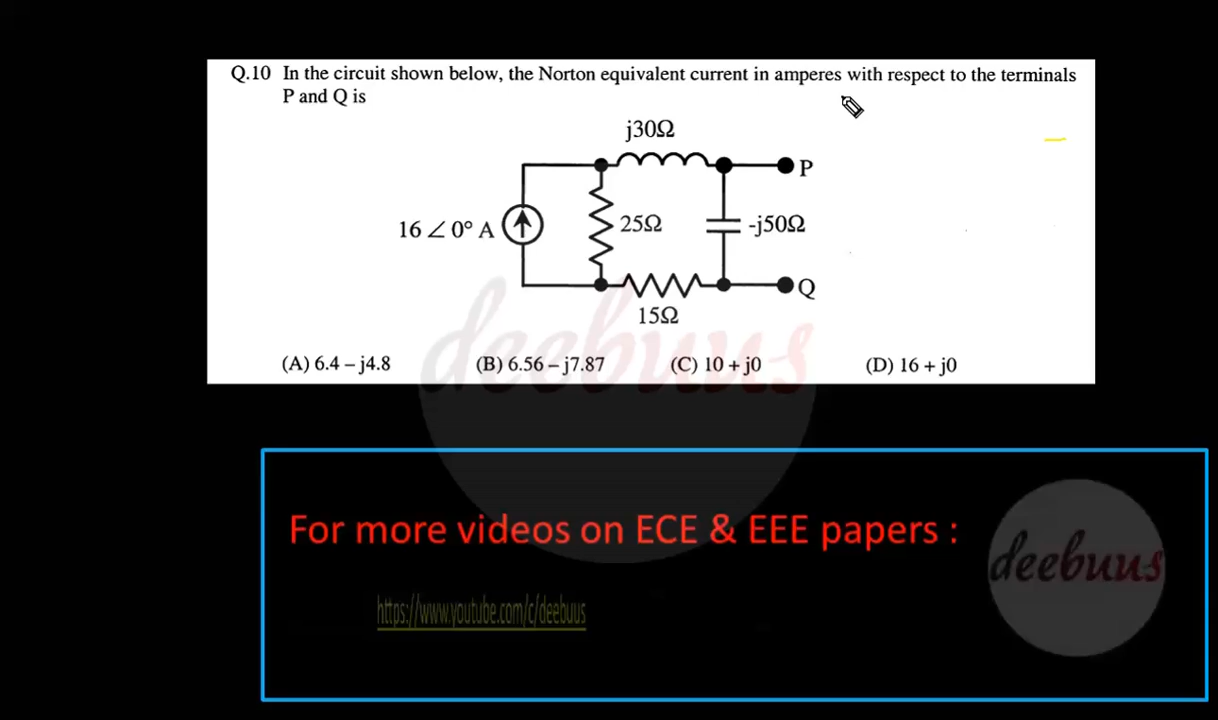 Q.10 In the circuit shown below, the Norton equivalent current in amperes with respect to the terminals
P and Q is
j30Ω
P
16 ∠ 0° A
25Ω
-j50Ω
Q
15Ω
(A) 6.4 – j4.8 (B) 6.56 – j7.87 (C) 10 + j0 (D) 16 + j0
deebuus
For more videos on ECE & EEE papers :
deebuus
https://www.youtube.com/c/deebuus